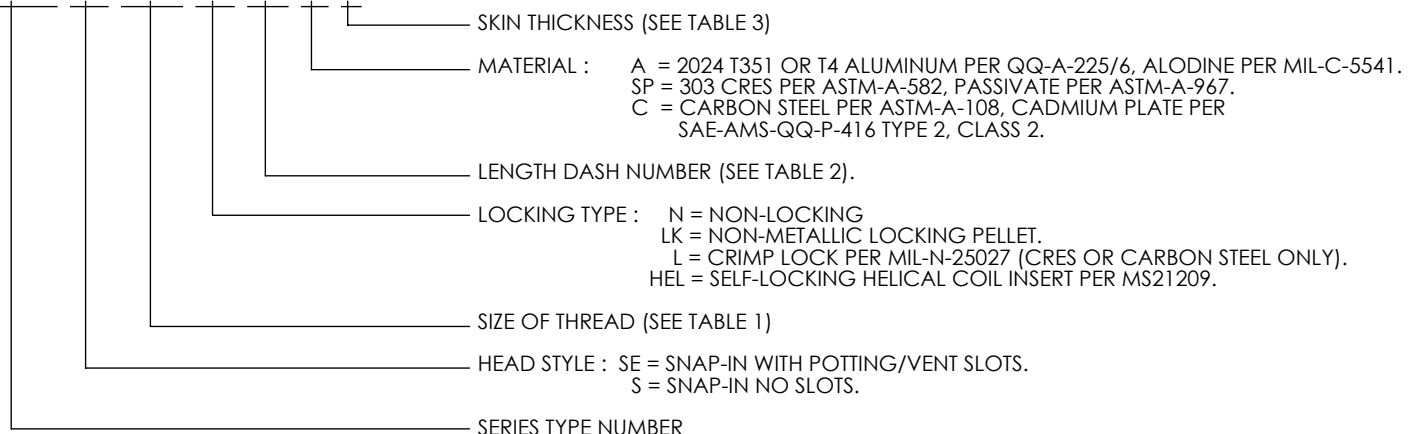 SKIN THICKNESS (SEE TABLE 3)
MATERIAL : A = 2024 T351 OR T4 ALUMINUM PER QQ-A-225/6, ALODINE PER MIL-C-5541.
SP = 303 CRES PER ASTM-A-582, PASSIVATE PER ASTM-A-967.
C = CARBON STEEL PER ASTM-A-108, CADMIUM PLATE PER
SAE-AMS-QQ-P-416 TYPE 2, CLASS 2.
LENGTH DASH NUMBER (SEE TABLE 2).
LOCKING TYPE : N = NON-LOCKING
LK = NON-METALLIC LOCKING PELLET.
L = CRIMP LOCK PER MIL-N-25027 (CRES OR CARBON STEEL ONLY).
HEL = SELF-LOCKING HELICAL COIL INSERT PER MS21209.
SIZE OF THREAD (SEE TABLE 1)
HEAD STYLE : SE = SNAP-IN WITH POTTING/VENT SLOTS.
S = SNAP-IN NO SLOTS.
SERIES TYPE NUMBER